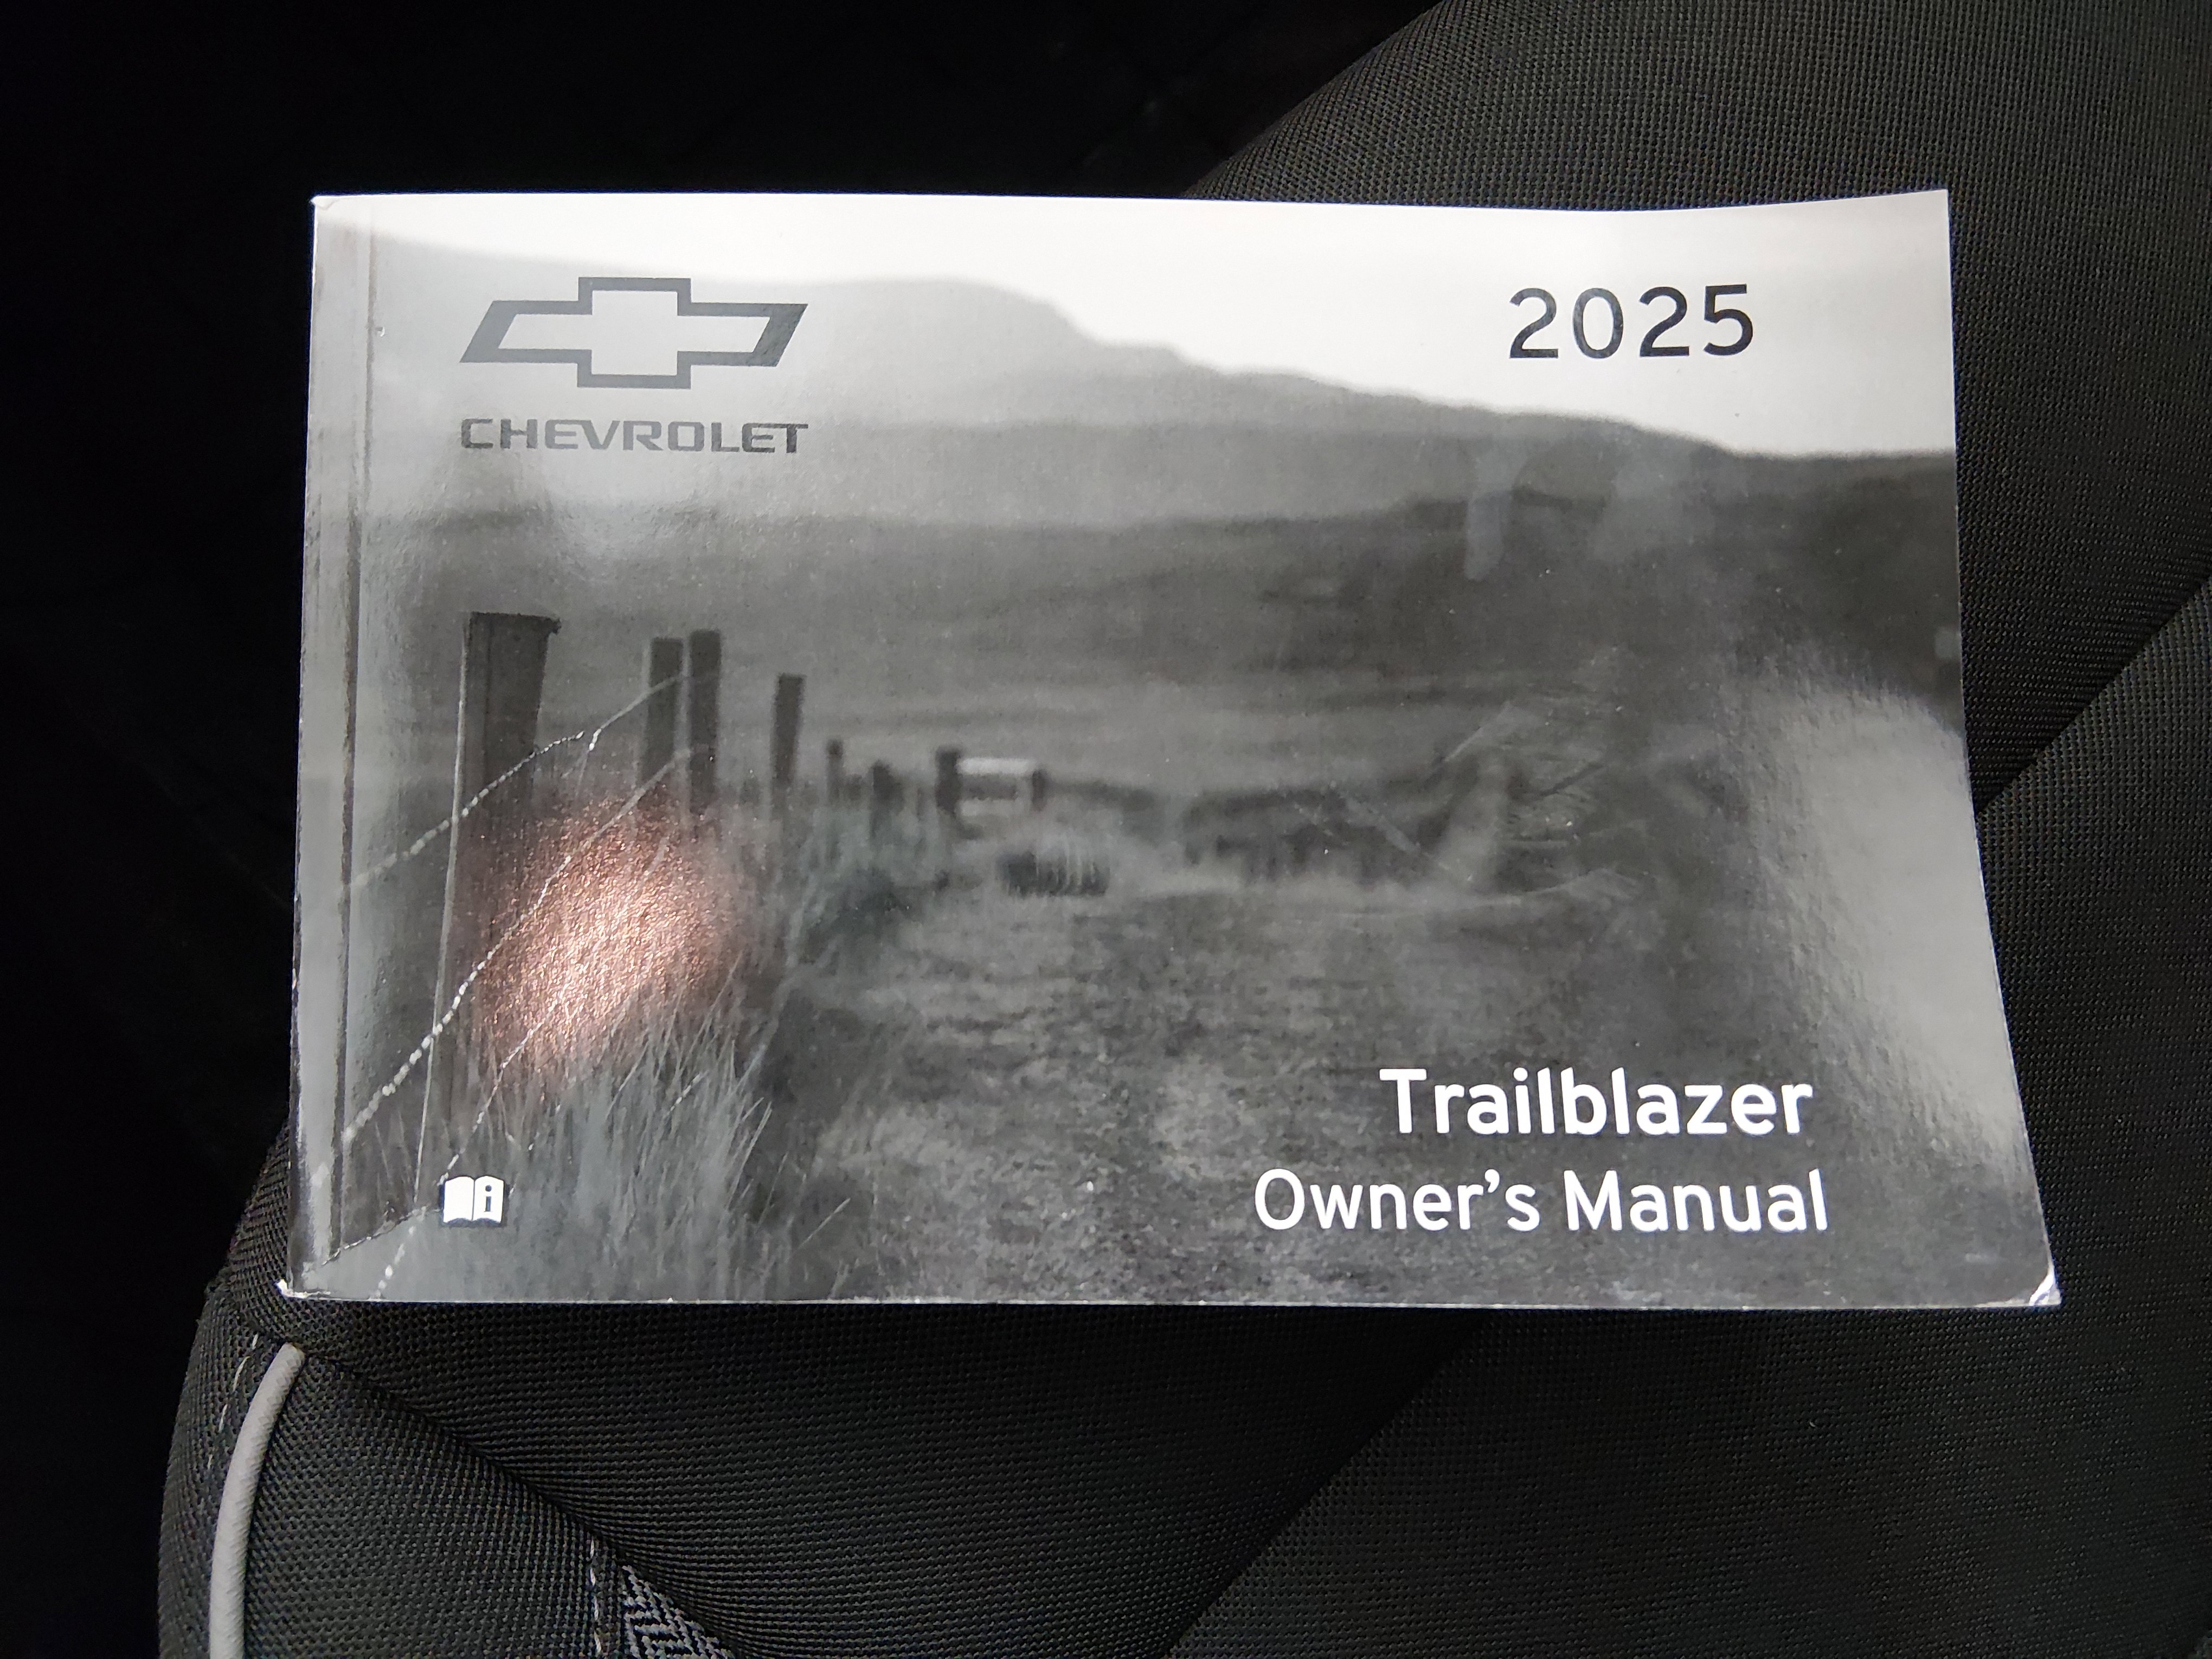 CHEVROLET
2025
Trailblazer
Owner's Manual